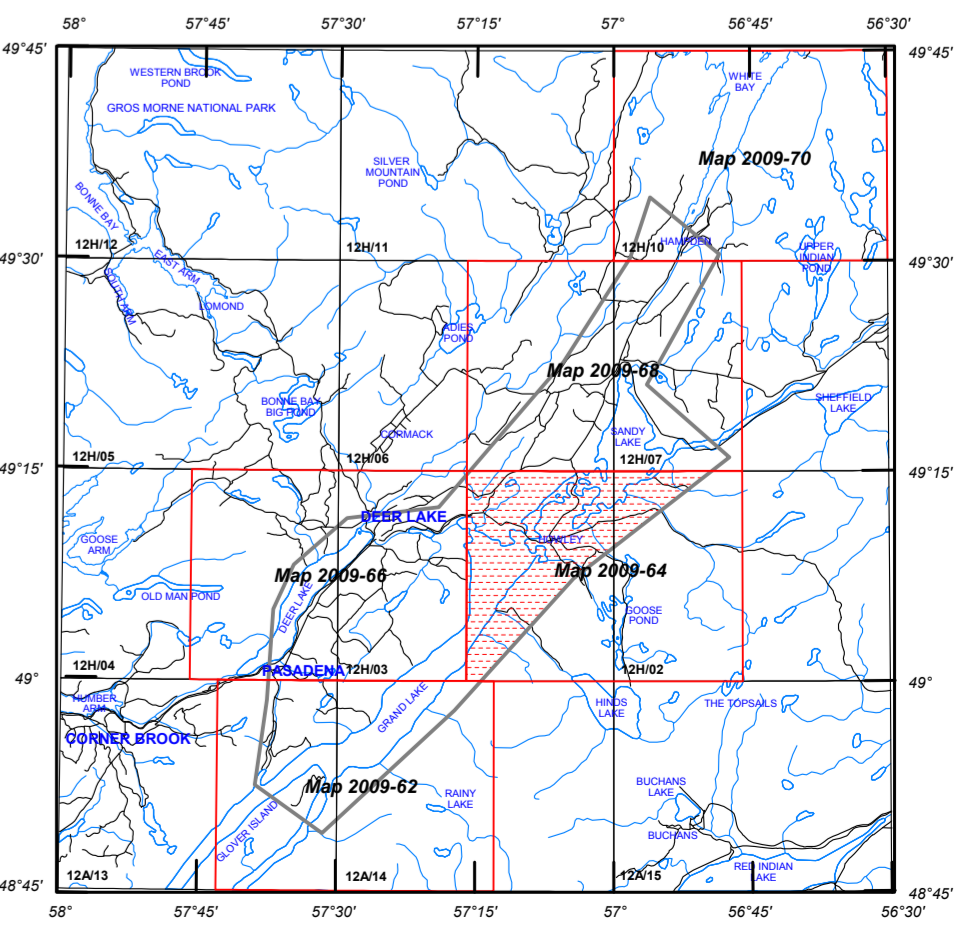 58° 57°45' 57°30' 57°15' 57° 56°45' 56°30'
49°45' 49°45'
WESTERN BROOK
POND
WHITE
BAY
GROS MORNE NATIONAL PARK
Map 2009-70
SILVER
MOUNTAIN
POND
BONNE BAY
12H/12 12H/11 12H/10
HAMPDEN
UPPER
INDIAN
POND
49°30' 49°30'
EAST ARM
SOUTH ARM
LOMOND
ADIES
POND
Map 2009-68
BONNE BAY
BIG POND
SHEFFIELD
LAKE
CORMACK
SANDY
LAKE
12H/05 12H/06 12H/07
49°15' 49°15'
DEER LAKE
GOOSE
ARM
HOWLEY
Map 2009-66 Map 2009-64
OLD MAN POND
DEER LAKE
GOOSE
POND
12H/04 12H/03 12H/02
PASADENA
49° 49°
HUMBER
ARM
GRAND LAKE
HINDS
LAKE
THE TOPSAILS
CORNER BROOK
Map 2009-62
RAINY
LAKE
BUCHANS
LAKE
GLOVER ISLAND
BUCHANS
RED INDIAN
LAKE
12A/13 12A/14 12A/15
48°45' 48°45'
58° 57°45' 57°30' 57°15' 57° 56°45' 56°30'